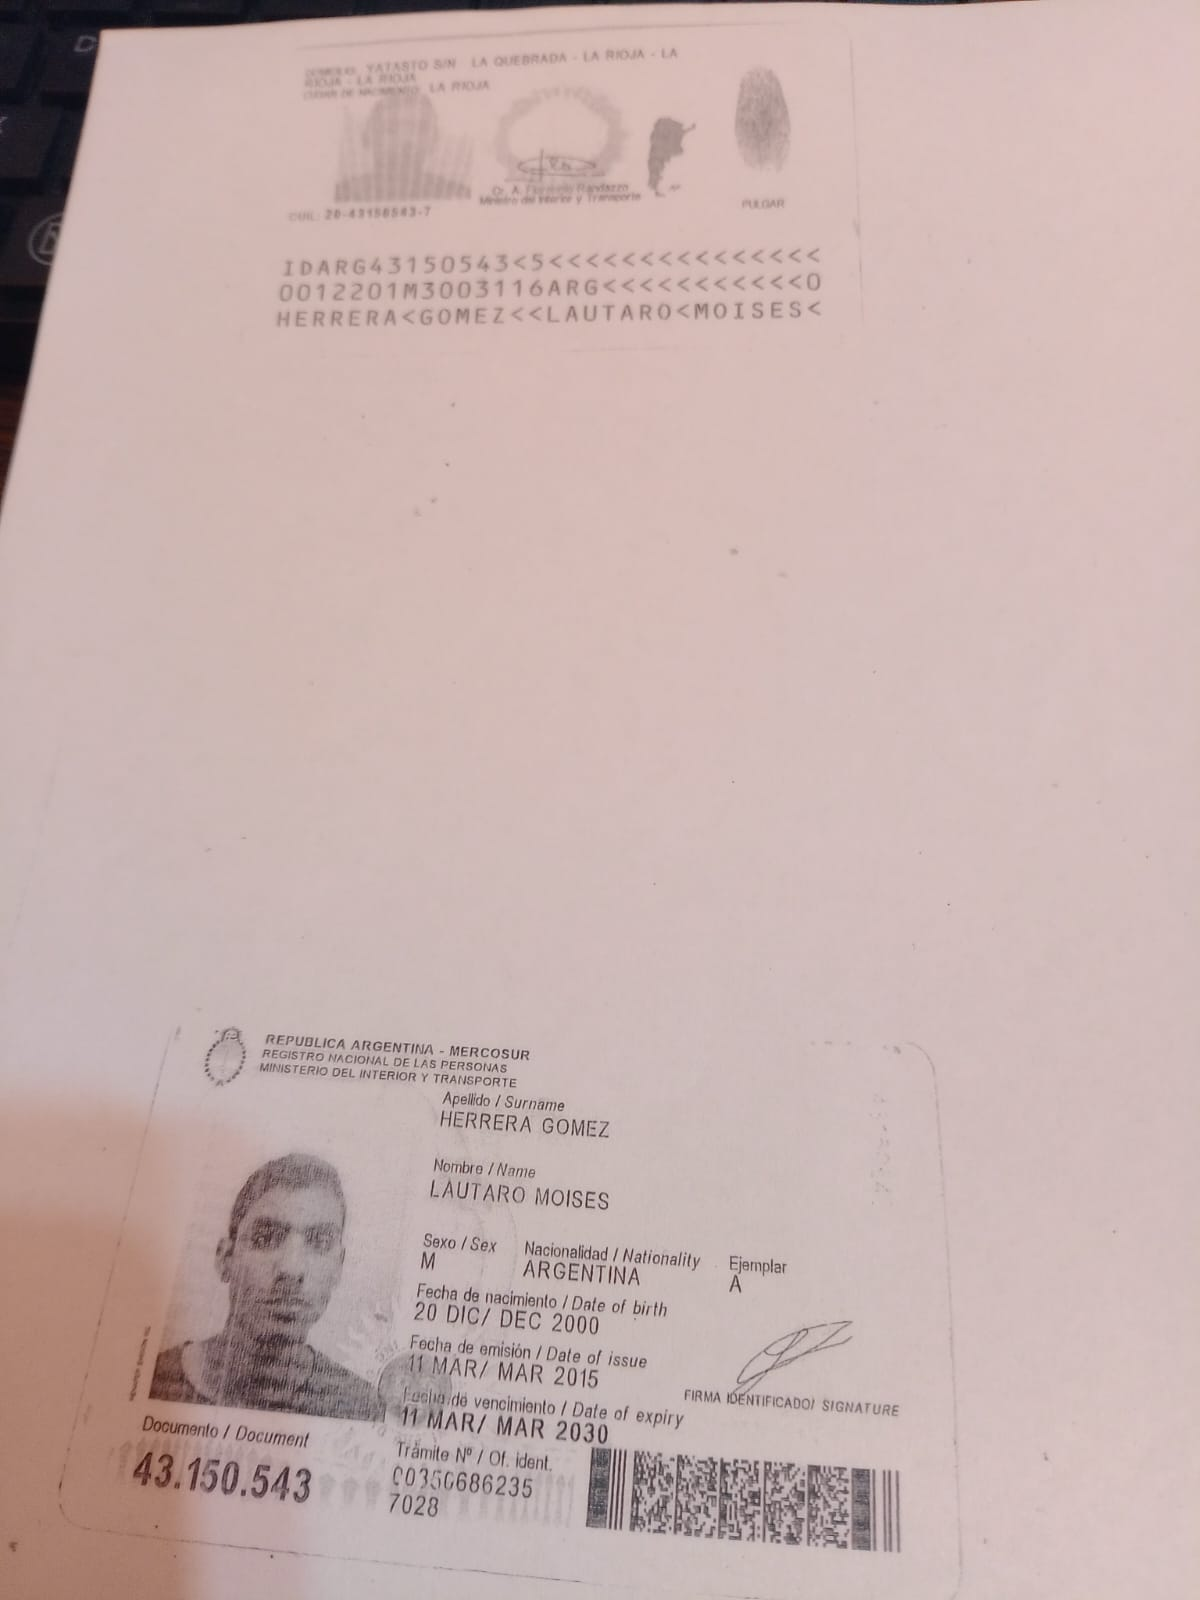 DOMICILIO: YATASTO S/N LA QUEBRADA - LA RIOJA - LA
RIOJA - LA RIOJA
LUGAR DE NACIMIENTO: LA RIOJA
Cr. A. Florencio Randazzo
Ministro del Interior y Transporte
CUIL: 20-43150543-7
PULGAR
IDARG43150543<5<<<<<<<<<<<<<<<
0012201M3003116ARG<<<<<<<<<<<0
HERRERA<GOMEZ<<LAUTARO<MOISES<
REPUBLICA ARGENTINA - MERCOSUR
REGISTRO NACIONAL DE LAS PERSONAS
MINISTERIO DEL INTERIOR Y TRANSPORTE
Apellido / Surname
HERRERA GOMEZ
Nombre / Name
LAUTARO MOISES
Sexo / Sex Nacionalidad / Nationality Ejemplar
M ARGENTINA A
Fecha de nacimiento / Date of birth
20 DIC/ DEC 2000
Fecha de emisión / Date of issue
11 MAR/ MAR 2015
Fecha de vencimiento / Date of expiry
11 MAR/ MAR 2030
FIRMA IDENTIFICADO/ SIGNATURE
Documento / Document
43.150.543
Trámite Nº / Of. ident.
00350686235
7028